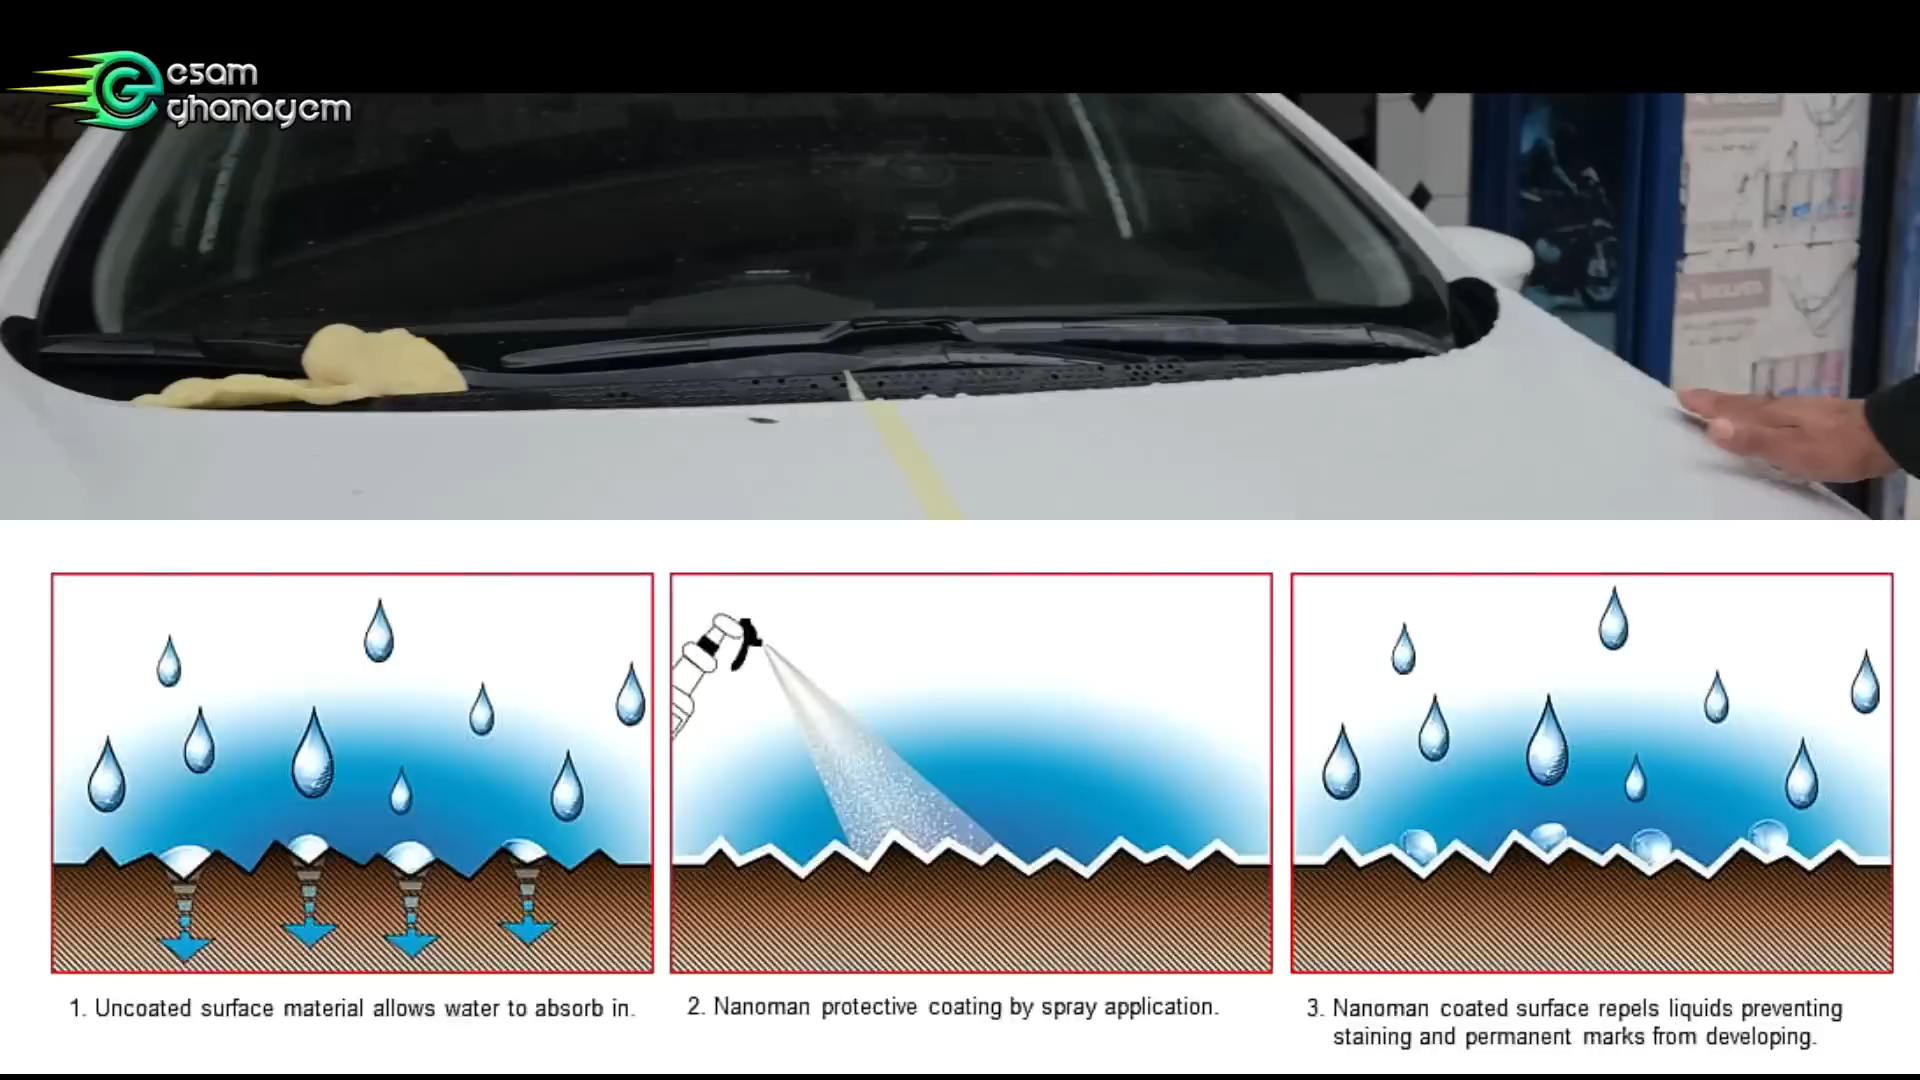 esam
ghanayem
1. Uncoated surface material allows water to absorb in.
2. Nanoman protective coating by spray application.
3. Nanoman coated surface repels liquids preventing
staining and permanent marks from developing.